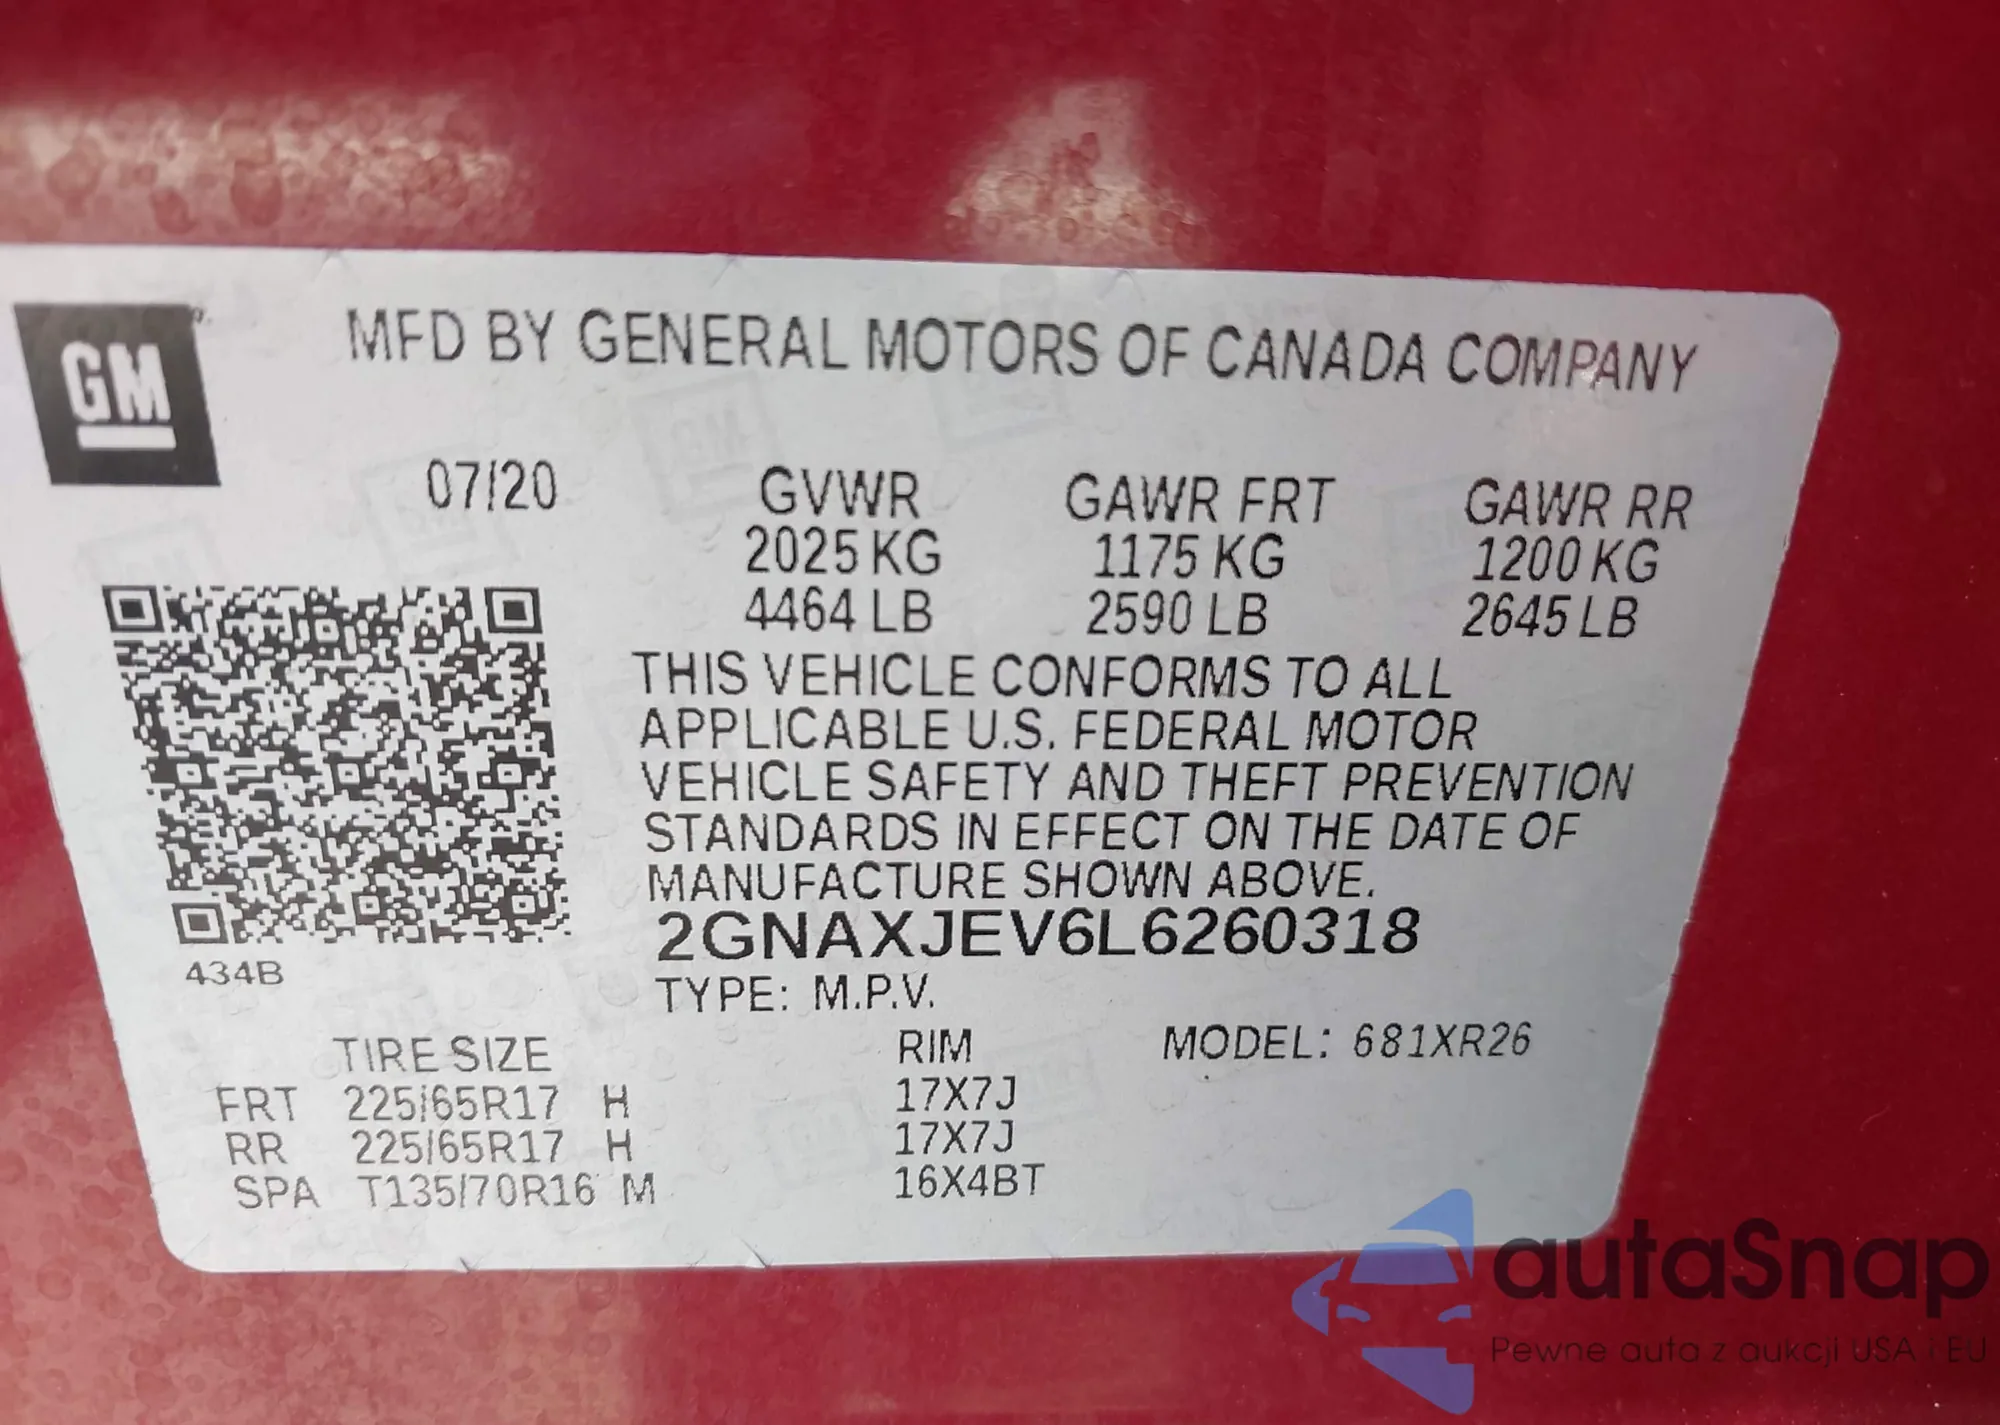 GM
MFD BY GENERAL MOTORS OF CANADA COMPANY
07/20 GVWR GAWR FRT GAWR RR
2025 KG 1175 KG 1200 KG
4464 LB 2590 LB 2645 LB
THIS VEHICLE CONFORMS TO ALL
APPLICABLE U.S. FEDERAL MOTOR
VEHICLE SAFETY AND THEFT PREVENTION
STANDARDS IN EFFECT ON THE DATE OF
MANUFACTURE SHOWN ABOVE.
2GNAXJEV6L6260318
434B
TYPE: M.P.V.
TIRE SIZE RIM MODEL: 681XR26
FRT 225/65R17 H 17X7J
RR 225/65R17 H 17X7J
SPA T135/70R16 M 16X4BT
autaSnap
Pewne auta z aukcji USA i EU